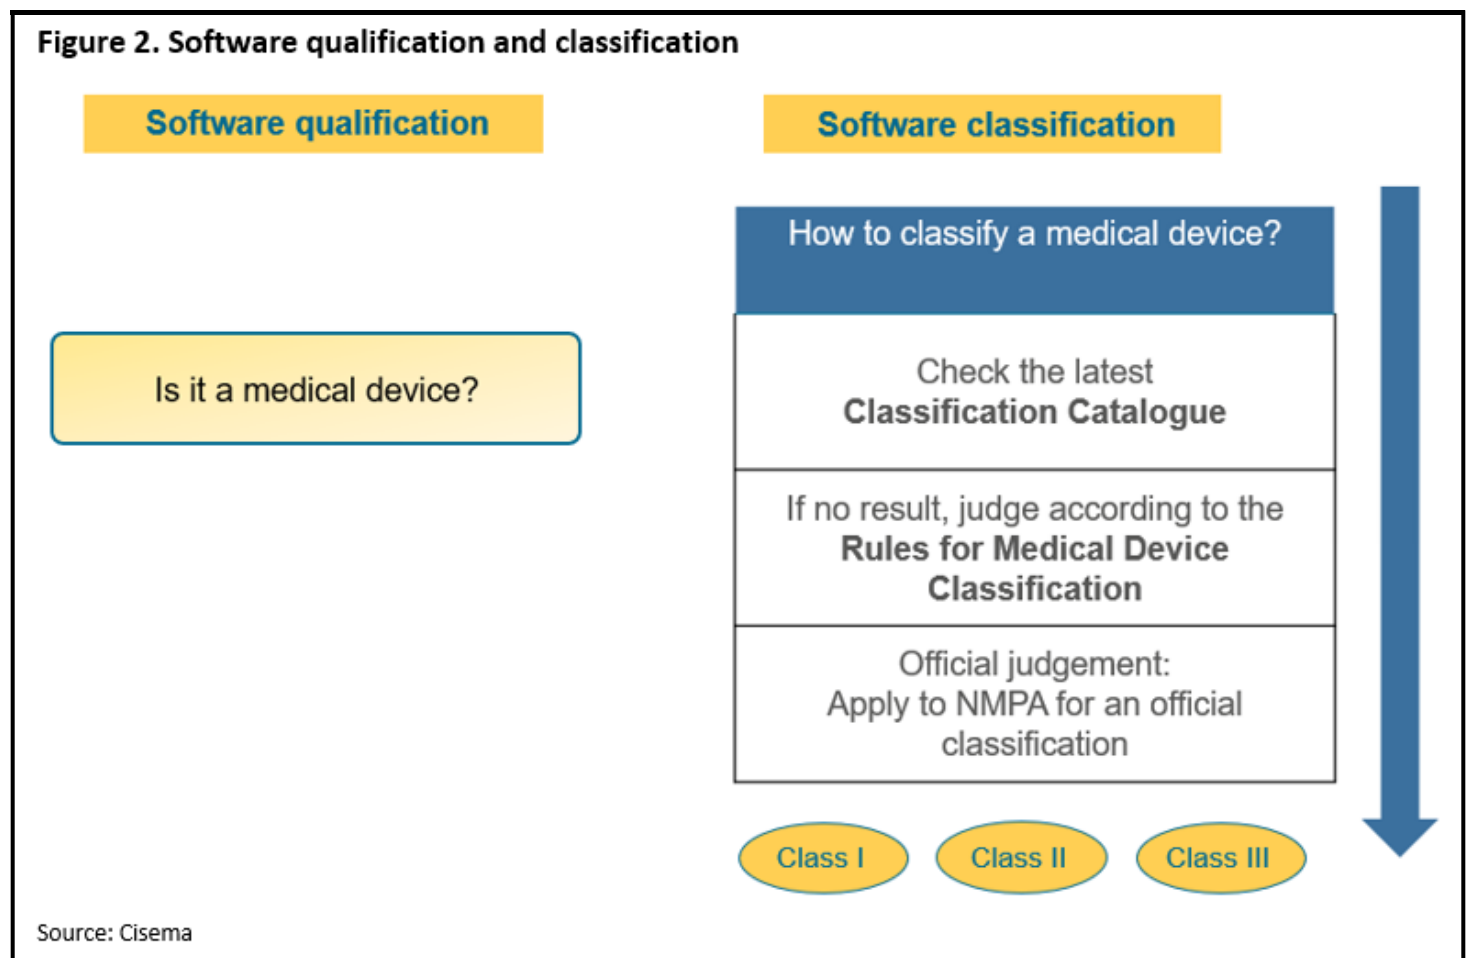 Figure 2. Software qualification and classification
Software qualification
Is it a medical device?
Software classification
How to classify a medical device?
Check the latest
Classification Catalogue
If no result, judge according to the
Rules for Medical Device
Classification
Official judgement:
Apply to NMPA for an official
classification
Class I
Class II
Class III
Source: Cisema